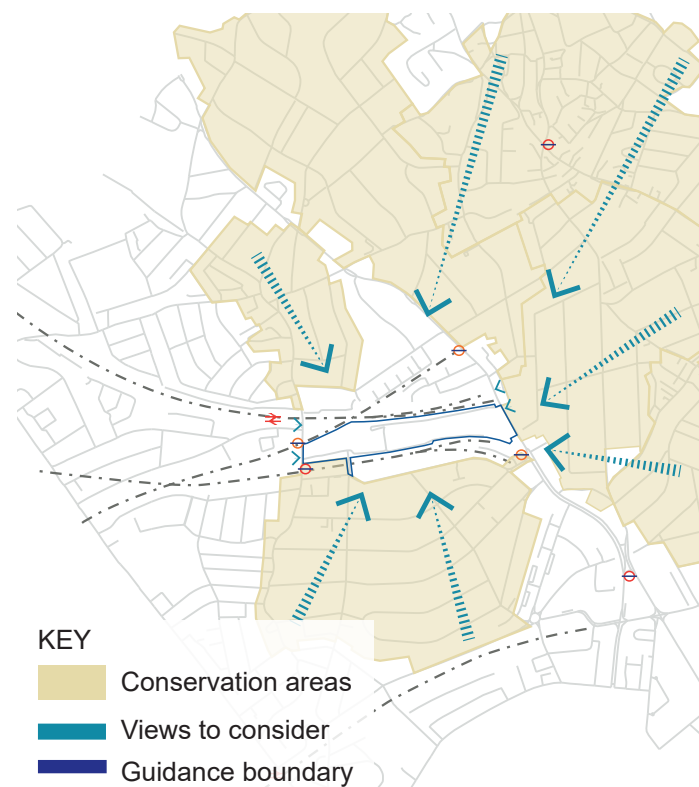 KEY
Conservation areas
Views to consider
Guidance boundary